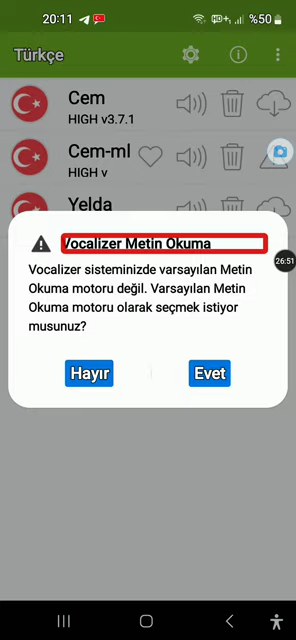 20:11
HD+ %50
Türkçe
Cem
HIGH v3.7.1
Cem-ml
HIGH v
Yelda
Vocalizer Metin Okuma
26:51
Vocalizer sisteminizde varsayılan Metin
Okuma motoru değil. Varsayılan Metin
Okuma motoru olarak seçmek istiyor
musunuz?
Hayır Evet